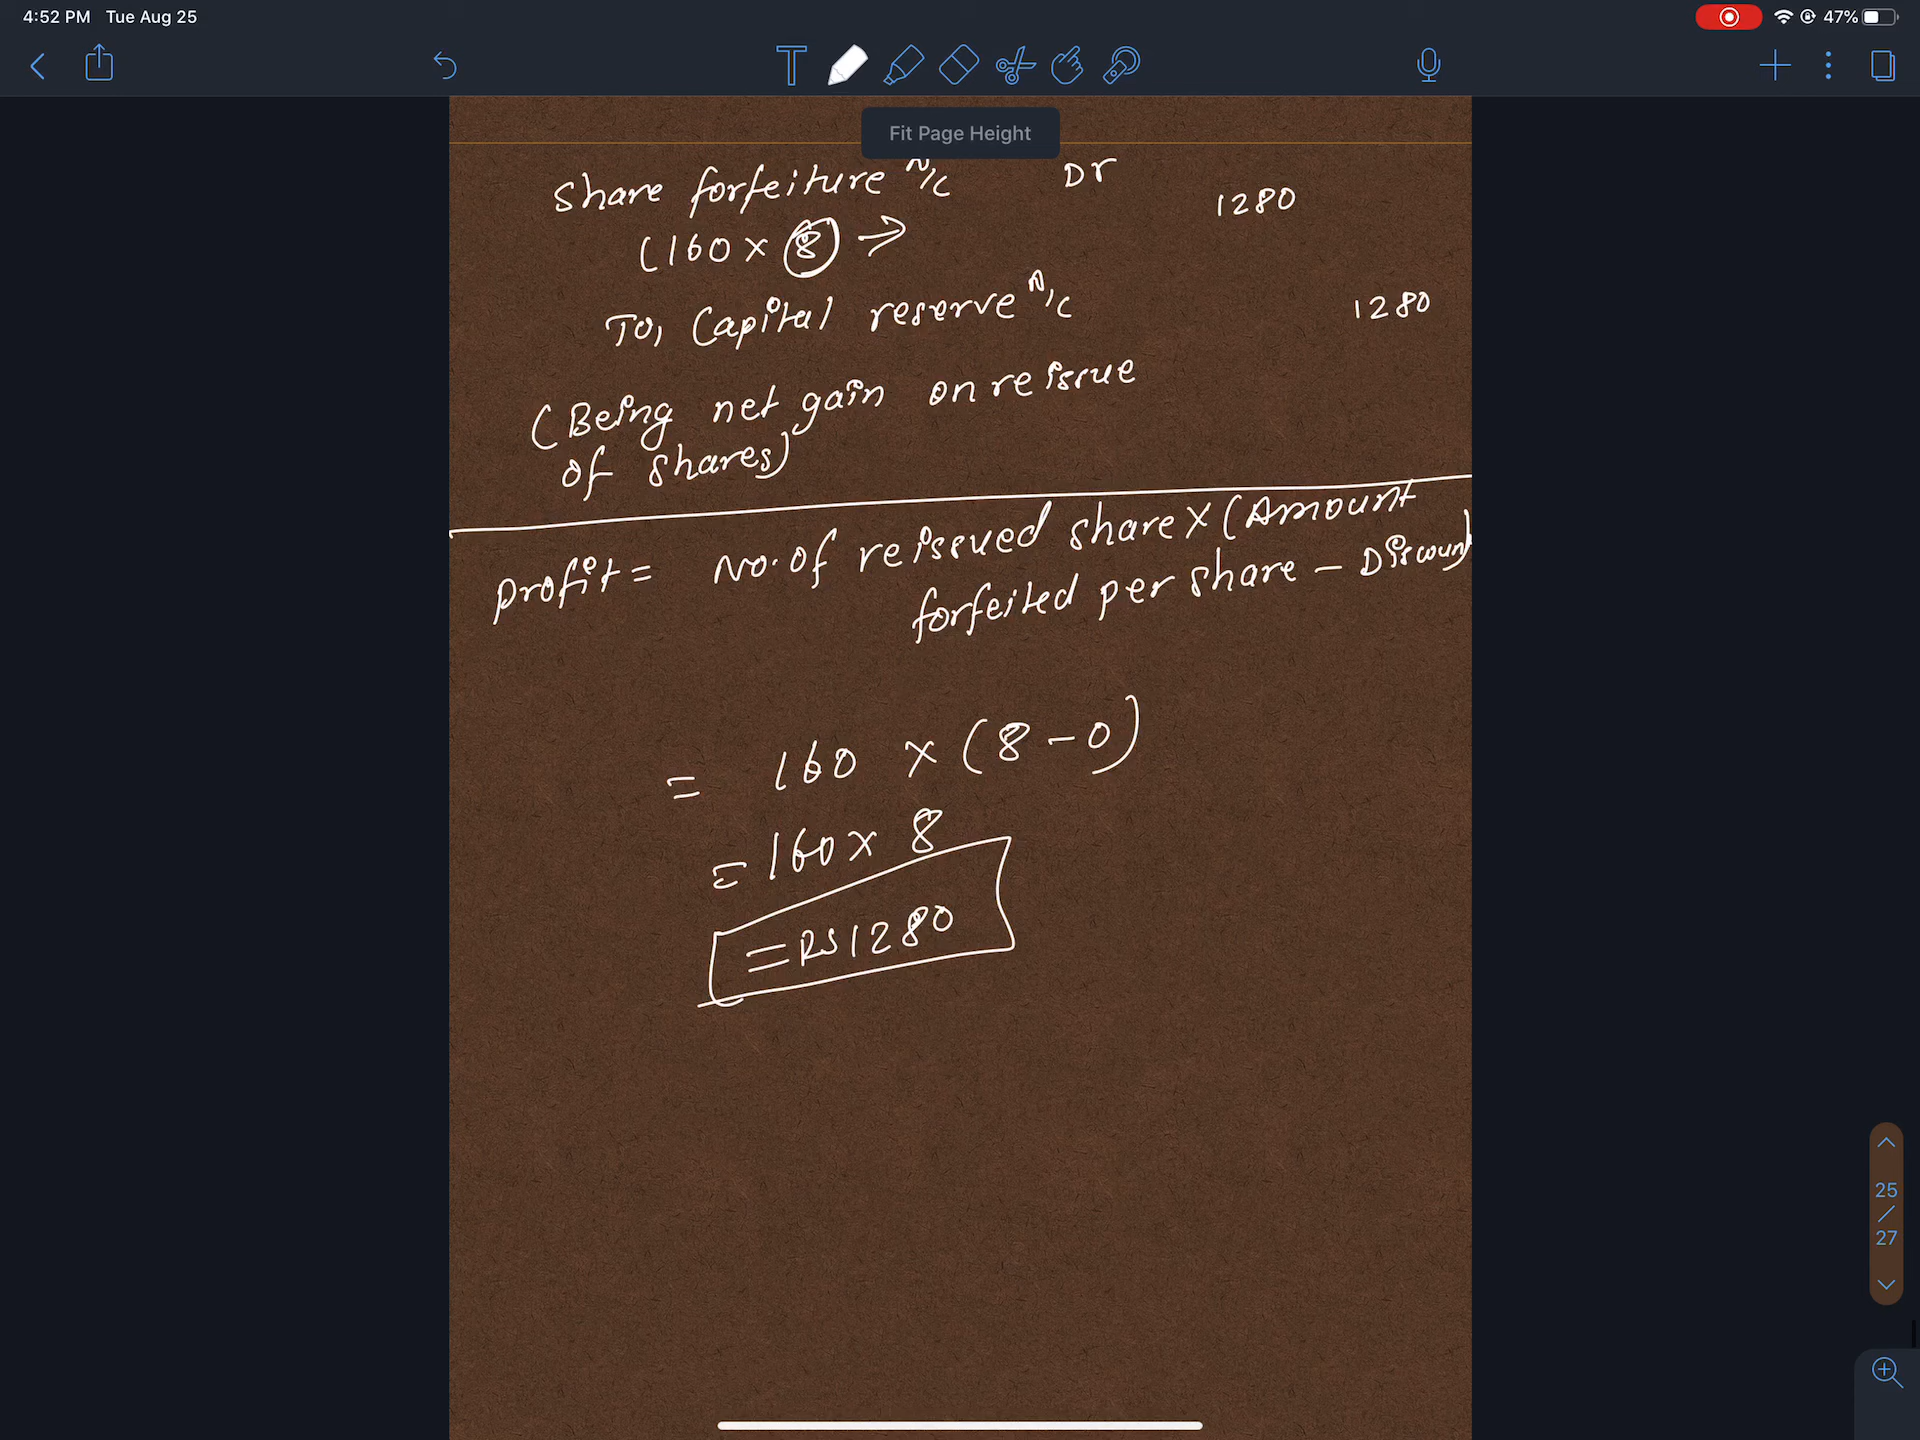 4:52 PM Tue Aug 25
47%
Fit Page Height
Share forfeiture A/c Dr 1280
(160 x 8) →
To, Capital reserve A/c 1280
(Being net gain on reissue
of shares)
Profit = No. of reissued share X (Amount
forfeited per share - Discount)
= 160 x (8-0)
= 160 x 8
= RS 1280
25
/
27